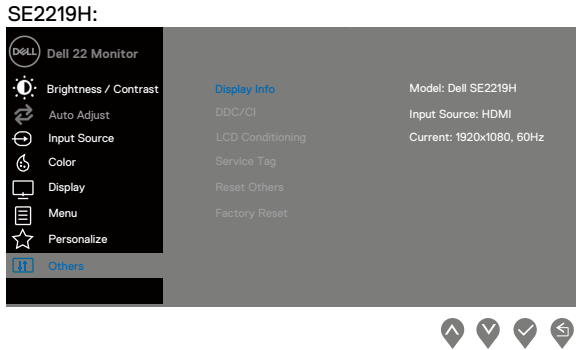 SE2219H:
DELL
Dell 22 Monitor
Brightness / Contrast
Auto Adjust
Input Source
Color
Display
Menu
Personalize
Others
Display Info
DDC/CI
LCD Conditioning
Service Tag
Reset Others
Factory Reset
Model: Dell SE2219H
Input Source: HDMI
Current: 1920x1080, 60Hz